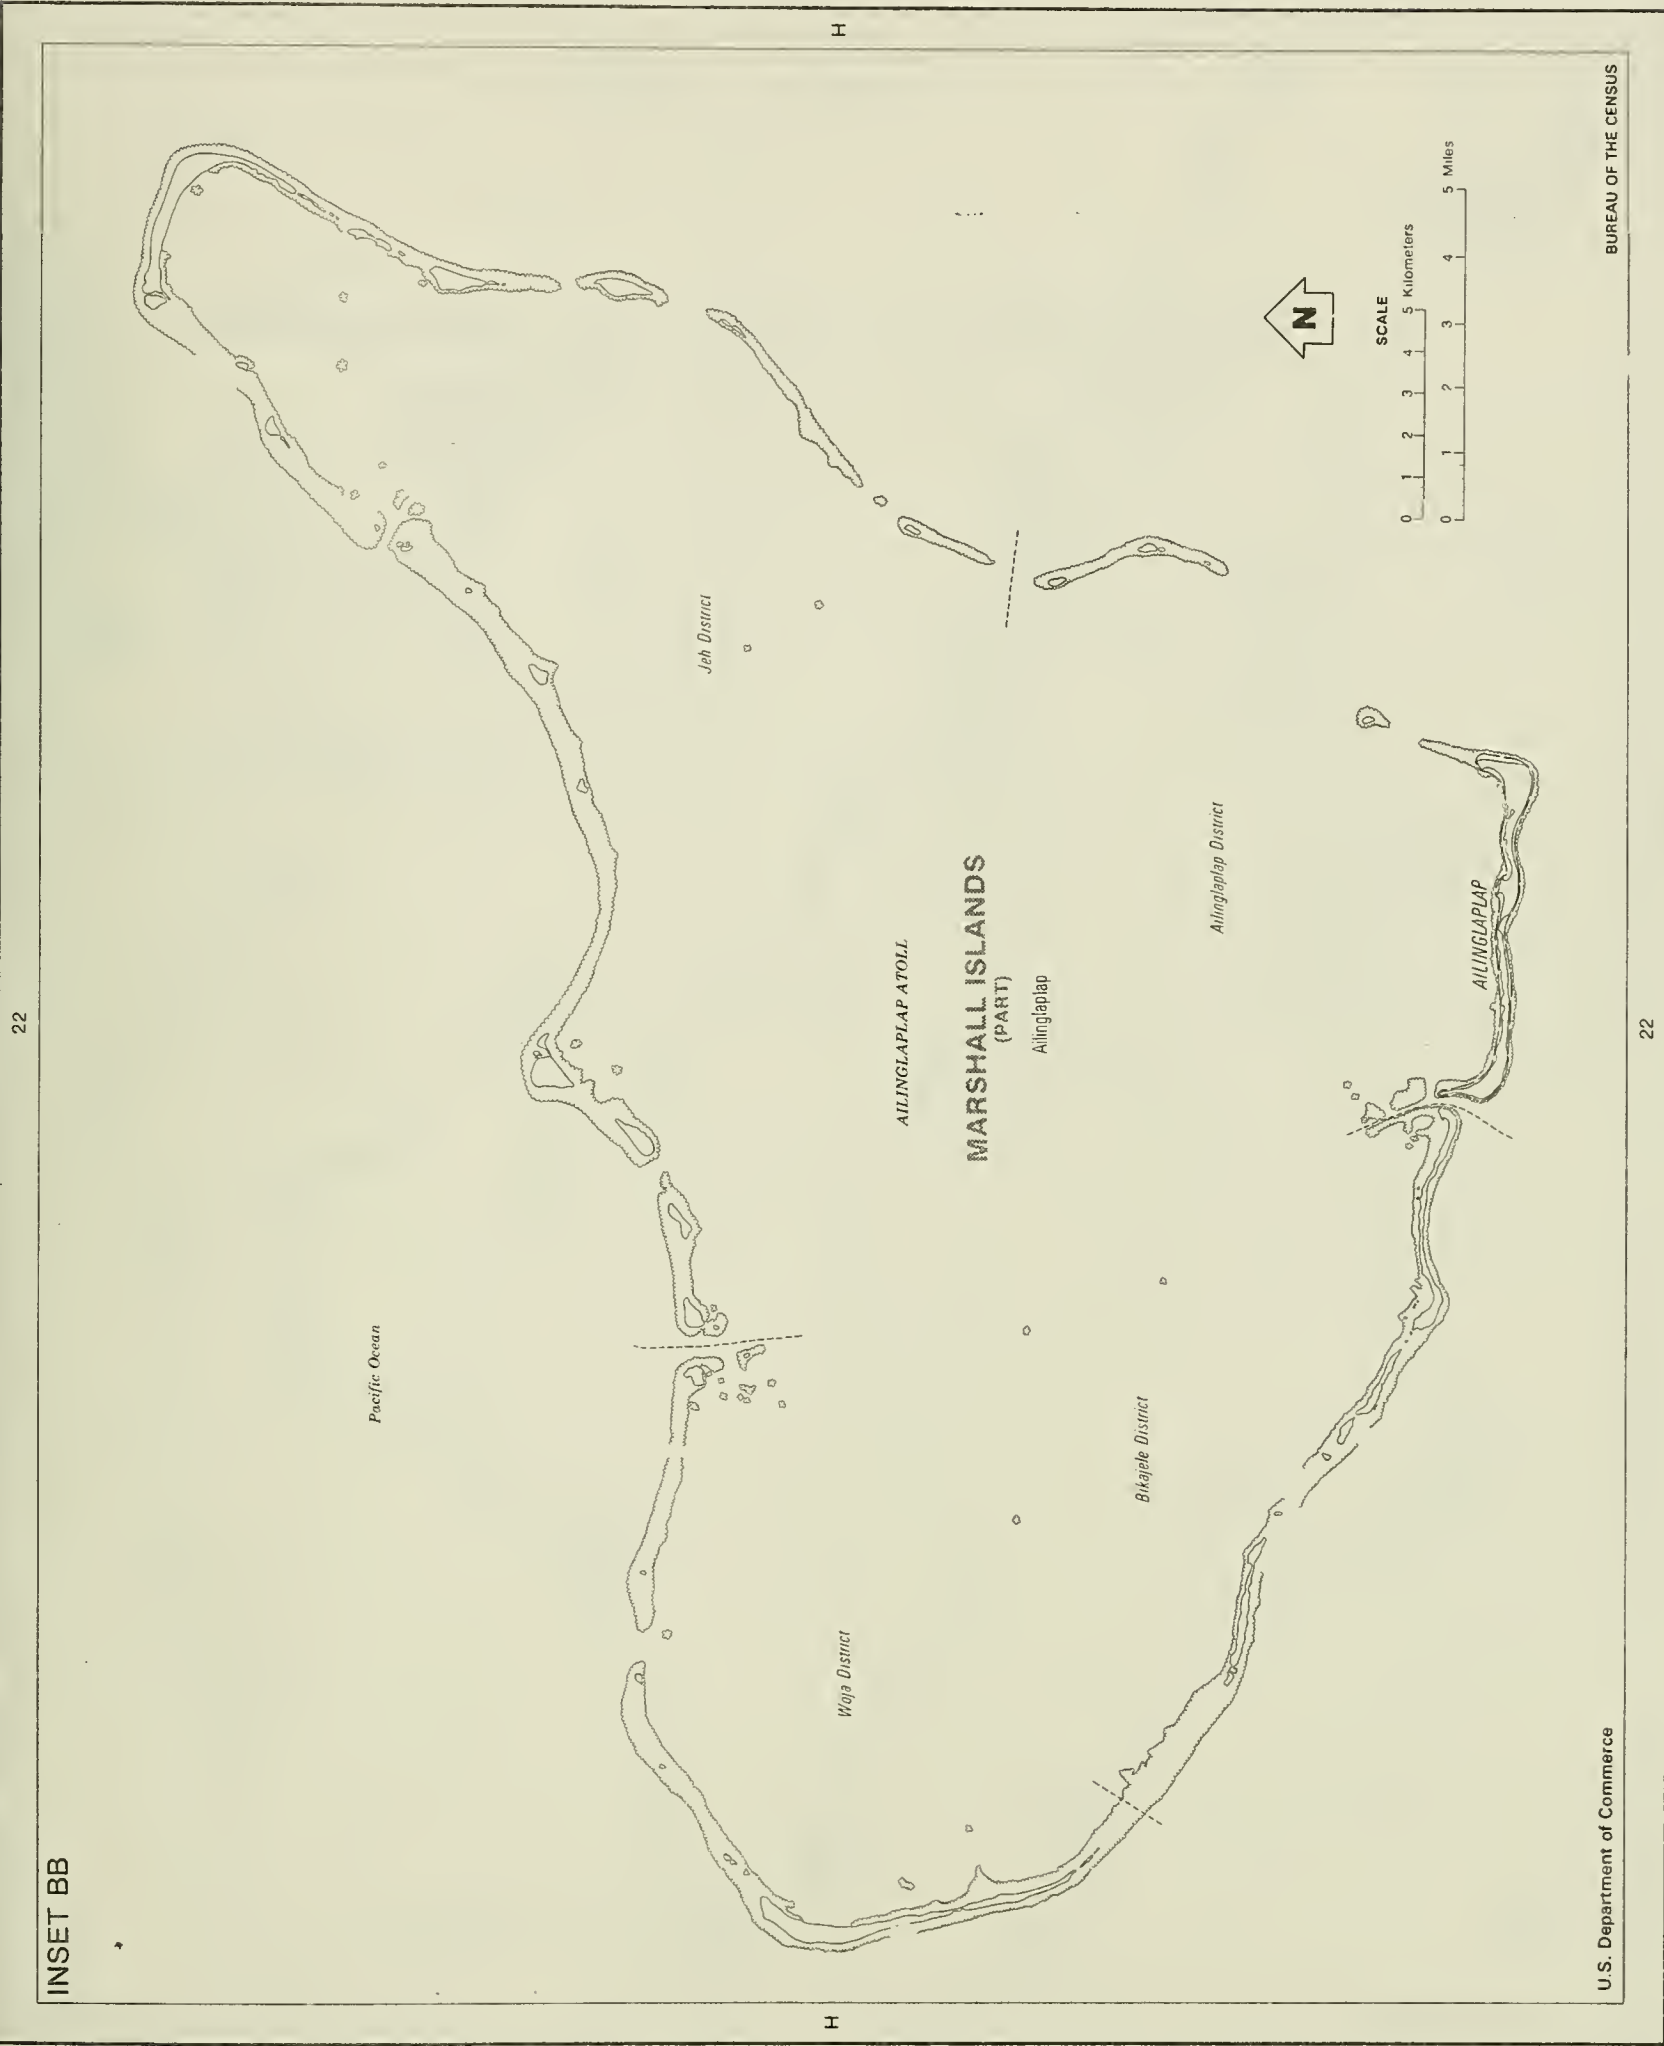 INSET BB
22
H
Pacific Ocean
Jeh District
Woja District
AILINGLAPLAP ATOLL
MARSHALL ISLANDS
(PART)
Ailinglaplap
Bikajele District
Ailinglaplap District
AILINGLAPLAP
N
SCALE
0 1 2 3 4 5 Kilometers
0 1 2 3 4 5 Miles
H
U.S. Department of Commerce
BUREAU OF THE CENSUS
22